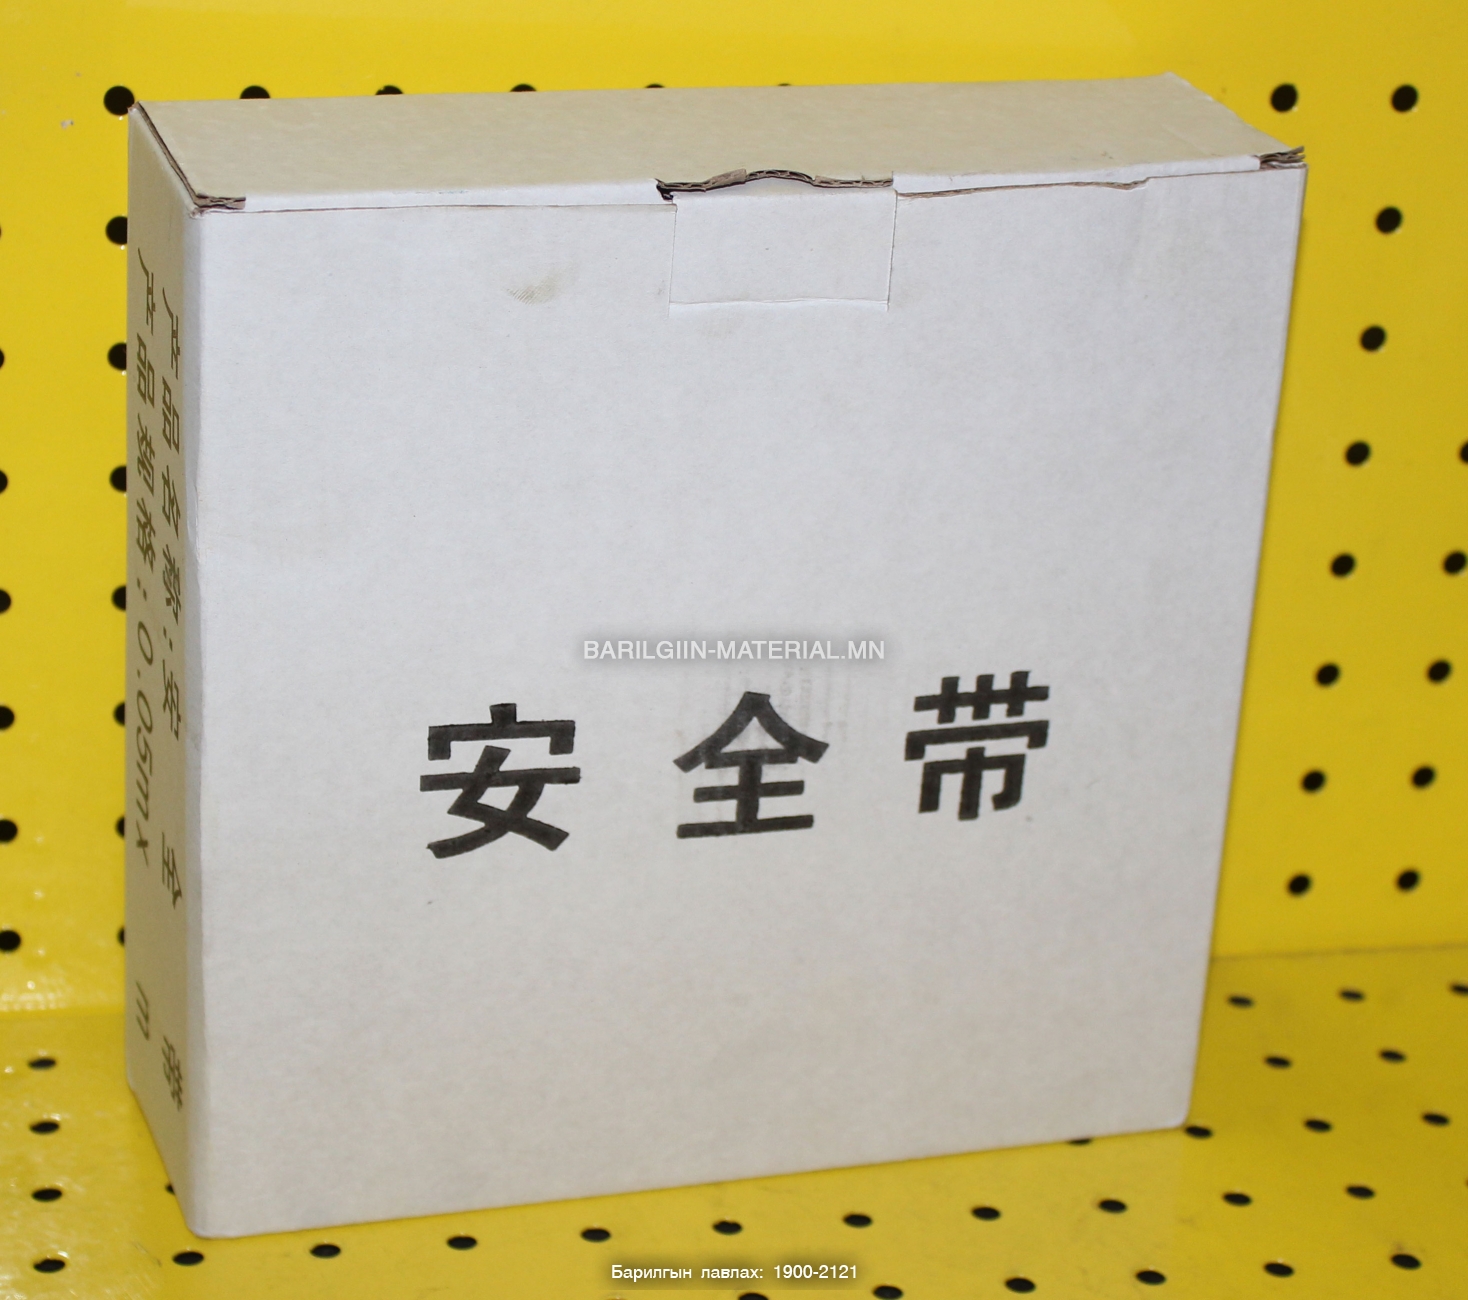 产品名称:安全带
产品规格:0.05mx m
BARILGIIN-MATERIAL.MN
安全带
Барилгын лавлах: 1900-2121